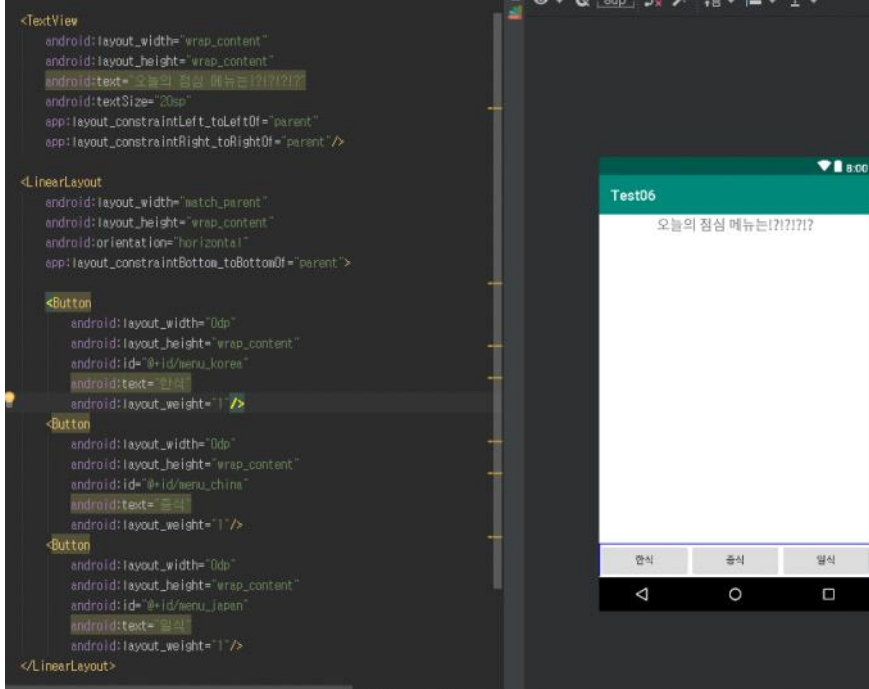 <TextView
android:layout_width="wrap_content"
android:layout_height="wrap_content"
android:text="오늘의 점심 메뉴는!?!?!?!?"
android:textSize="20sp"
app:layout_constraintLeft_toLeftOf="parent"
app:layout_constraintRight_toRightOf="parent"/>
<LinearLayout
android:layout_width="match_parent"
android:layout_height="wrap_content"
android:orientation="horizontal"
app:layout_constraintBottom_toBottomOf="parent">
<Button
android:layout_width="0dp"
android:layout_height="wrap_content"
android:id="@+id/menu_korea"
android:text="한식"
android:layout_weight="1"/>
<Button
android:layout_width="0dp"
android:layout_height="wrap_content"
android:id="@+id/menu_china"
android:text="중식"
android:layout_weight="1"/>
<Button
android:layout_width="0dp"
android:layout_height="wrap_content"
android:id="@+id/menu_japan"
android:text="일식"
android:layout_weight="1"/>
</LinearLayout>
8dp
8:00
Test06
오늘의 점심 메뉴는!?!?!?!?
한식 중식 일식